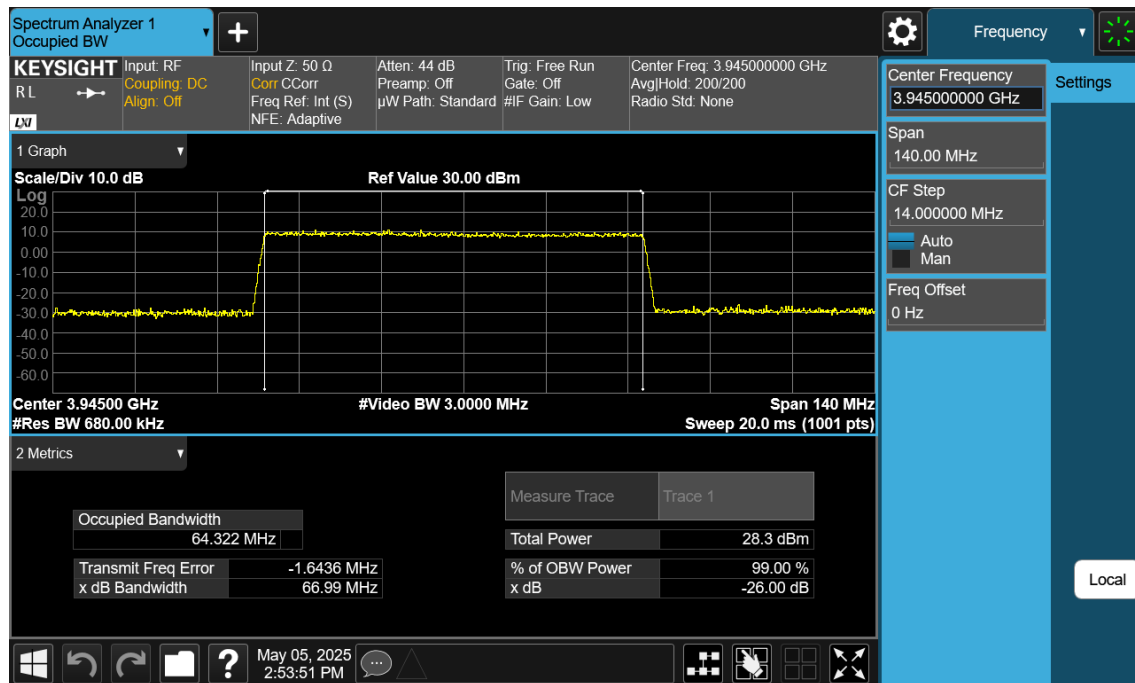 Spectrum Analyzer 1
Occupied BW
Frequency
KEYSIGHT
R L
LXI
Input: RF
Coupling: DC
Align: Off
Input Z: 50 Ω
Corr CCorr
Freq Ref: Int (S)
NFE: Adaptive
Atten: 44 dB
Preamp: Off
µW Path: Standard
Trig: Free Run
Gate: Off
#IF Gain: Low
Center Freq: 3.945000000 GHz
Avg|Hold: 200/200
Radio Std: None
Center Frequency
3.945000000 GHz
Settings
Span
140.00 MHz
CF Step
14.000000 MHz
Auto
Man
Freq Offset
0 Hz
Local
1 Graph
Scale/Div 10.0 dB
Ref Value 30.00 dBm
Log
20.0
10.0
0.00
-10.0
-20.0
-30.0
-40.0
-50.0
-60.0
Center 3.94500 GHz
#Video BW 3.0000 MHz
Span 140 MHz
#Res BW 680.00 kHz
Sweep 20.0 ms (1001 pts)
2 Metrics
Measure Trace
Trace 1
Occupied Bandwidth
64.322 MHz
Total Power
28.3 dBm
Transmit Freq Error
-1.6436 MHz
% of OBW Power
99.00 %
x dB Bandwidth
66.99 MHz
x dB
-26.00 dB
?
May 05, 2025
2:53:51 PM